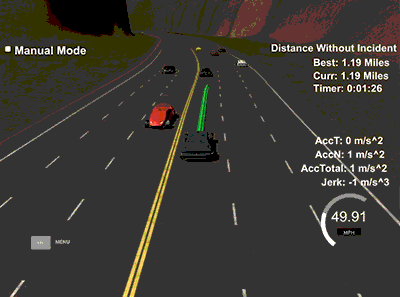 Manual Mode
Distance Without Incident
Best: 1.19 Miles
Curr: 1.19 Miles
Timer: 0:01:26
AccT: 0 m/s^2
AccN: 1 m/s^2
AccTotal: 1 m/s^2
Jerk: -1 m/s^3
49.91
MPH
MENU